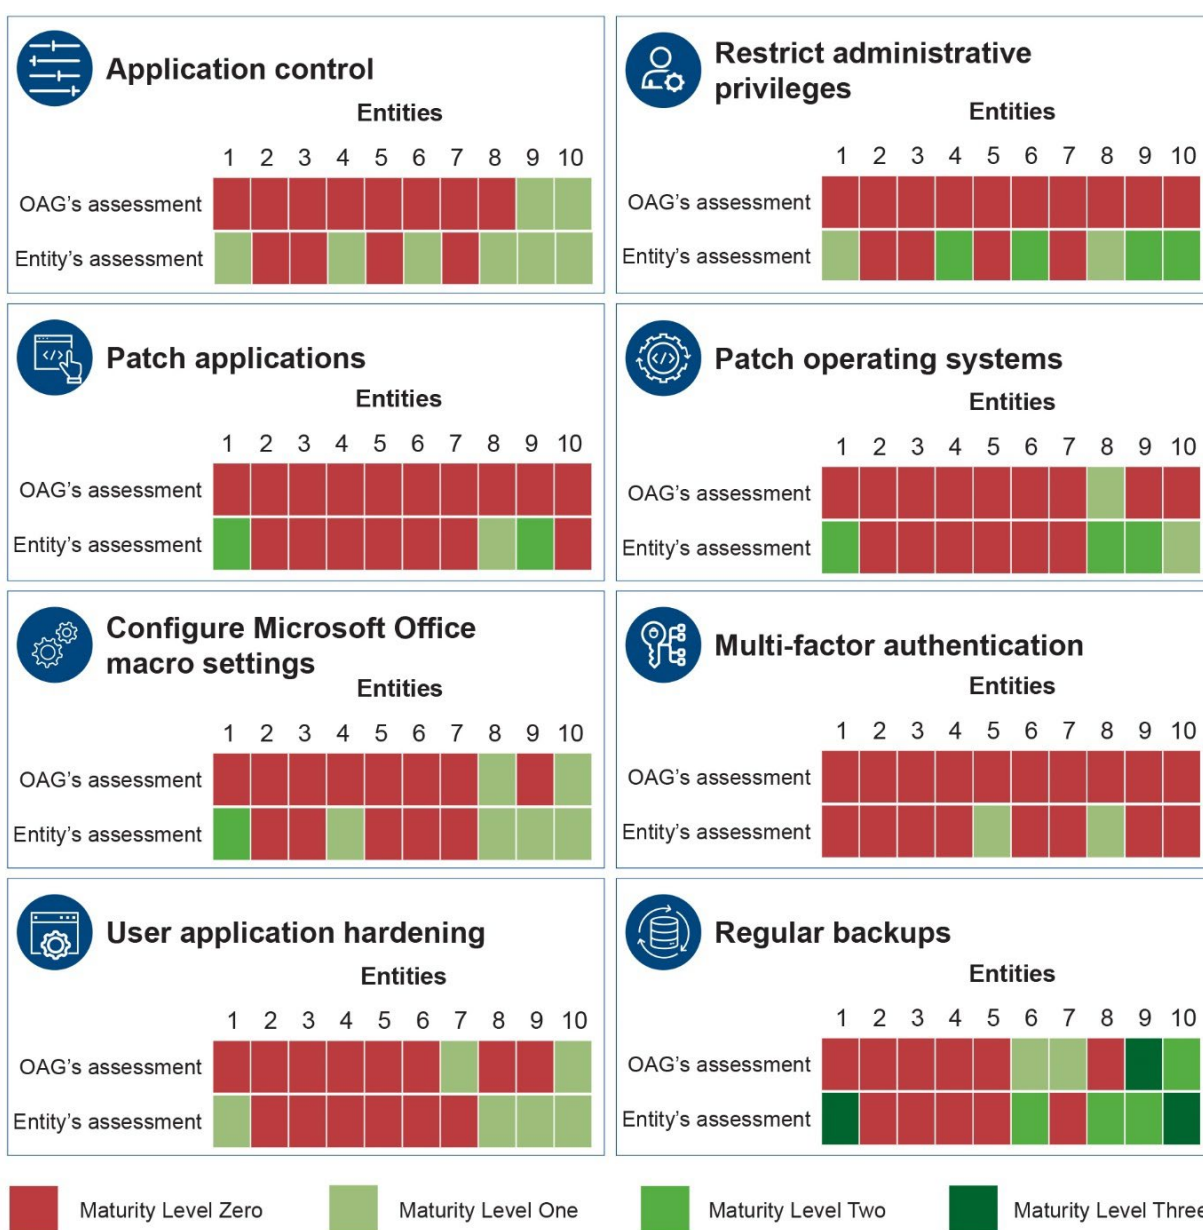 Application control
Entities
1 2 3 4 5 6 7 8 9 10
OAG's assessment
Entity's assessment
Restrict administrative
privileges
Entities
1 2 3 4 5 6 7 8 9 10
OAG's assessment
Entity's assessment
</> Patch applications
Entities
1 2 3 4 5 6 7 8 9 10
OAG's assessment
Entity's assessment
</> Patch operating systems
Entities
1 2 3 4 5 6 7 8 9 10
OAG's assessment
Entity's assessment
Configure Microsoft Office
macro settings
Entities
1 2 3 4 5 6 7 8 9 10
OAG's assessment
Entity's assessment
Multi-factor authentication
Entities
1 2 3 4 5 6 7 8 9 10
OAG's assessment
Entity's assessment
User application hardening
Entities
1 2 3 4 5 6 7 8 9 10
OAG's assessment
Entity's assessment
Regular backups
Entities
1 2 3 4 5 6 7 8 9 10
OAG's assessment
Entity's assessment
Maturity Level Zero
Maturity Level One
Maturity Level Two
Maturity Level Three